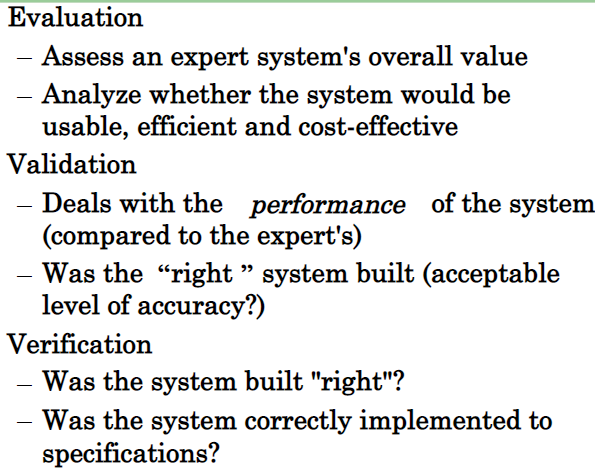 Evaluation
– Assess an expert system's overall value
– Analyze whether the system would be
usable, efficient and cost-effective
Validation
– Deals with the performance of the system
(compared to the expert's)
– Was the “right ” system built (acceptable
level of accuracy?)
Verification
– Was the system built "right"?
– Was the system correctly implemented to
specifications?